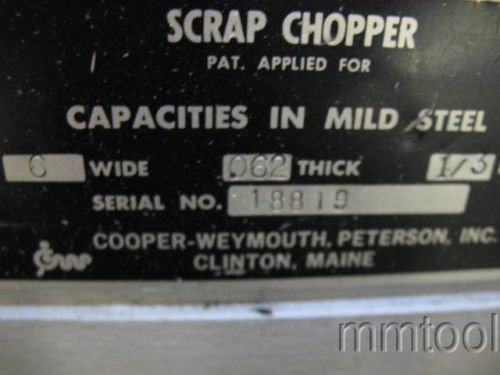 SCRAP CHOPPER
PAT. APPLIED FOR
CAPACITIES IN MILD STEEL
6 WIDE .062 THICK 1/3
SERIAL NO. 18819
COOPER-WEYMOUTH, PETERSON, INC.
CLINTON, MAINE
mmtool